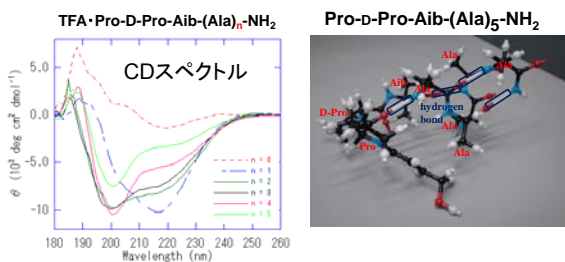 TFA・Pro-D-Pro-Aib-(Ala)n-NH2
Pro-D-Pro-Aib-(Ala)5-NH2
CDスペクトル
θ (10³ deg cm² dmol⁻¹)
5.0
0.0
-5.0
-10
n = 0
n = 1
n = 2
n = 3
n = 4
n = 5
180 190 200 210 220 230 240 250 260
Wavelength (nm)
Ala
Aib
Ala
Ala
hydrogen
bond
D-Pro
Ala
Pro
Ala